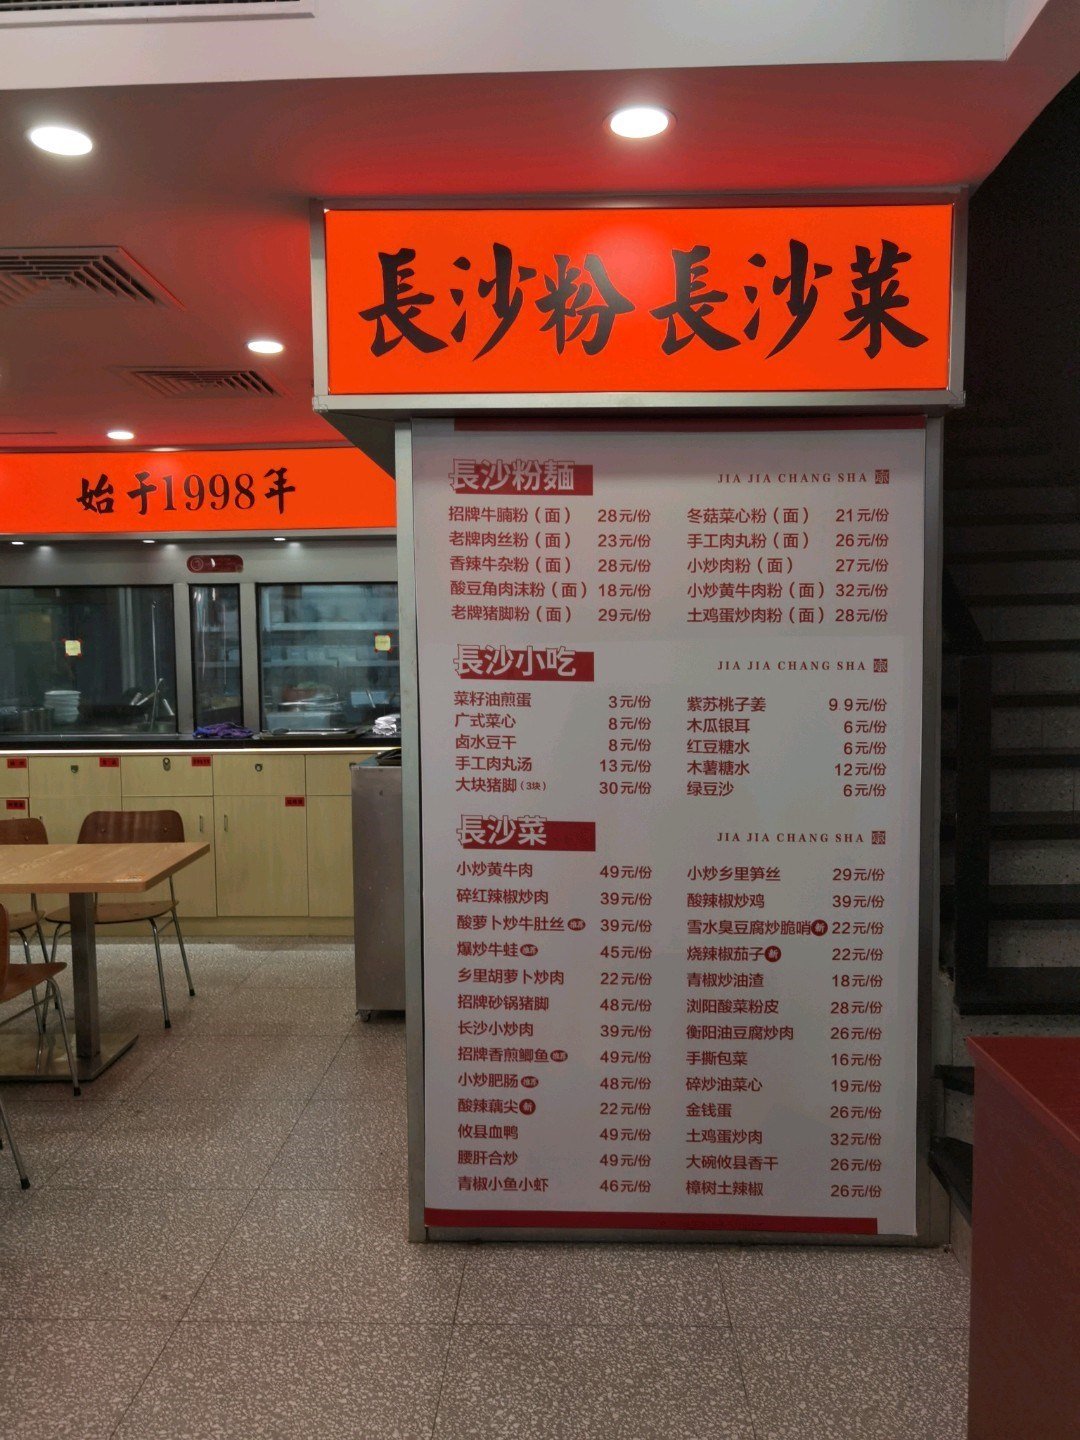 長沙粉 長沙菜
始于1998年
長沙粉麵
JIA JIA CHANG SHA
招牌牛腩粉（面） 28元/份
老牌肉丝粉（面） 23元/份
香辣牛杂粉（面） 28元/份
酸豆角肉沫粉（面） 18元/份
老牌猪脚粉（面） 29元/份
冬菇菜心粉（面） 21元/份
手工肉丸粉（面） 26元/份
小炒肉粉（面） 27元/份
小炒黄牛肉粉（面） 32元/份
土鸡蛋炒肉粉（面） 28元/份
長沙小吃
JIA JIA CHANG SHA
菜籽油煎蛋 3元/份
广式菜心 8元/份
卤水豆干 8元/份
手工肉丸汤 13元/份
大块猪脚（3块） 30元/份
紫苏桃子姜 9 9元/份
木瓜银耳 6元/份
红豆糖水 6元/份
木薯糖水 12元/份
绿豆沙 6元/份
長沙菜
JIA JIA CHANG SHA
小炒黄牛肉 49元/份
碎红辣椒炒肉 39元/份
酸萝卜炒牛肚丝 39元/份
爆炒牛蛙 45元/份
乡里胡萝卜炒肉 22元/份
招牌砂锅猪脚 48元/份
长沙小炒肉 39元/份
招牌香煎鲫鱼 49元/份
小炒肥肠 48元/份
酸辣藕尖 新 22元/份
攸县血鸭 49元/份
腰肝合炒 49元/份
青椒小鱼小虾 46元/份
小炒乡里笋丝 29元/份
酸辣椒炒鸡 39元/份
雪水臭豆腐炒脆哨 新 22元/份
烧辣椒茄子 新 22元/份
青椒炒油渣 18元/份
浏阳酸菜粉皮 28元/份
衡阳油豆腐炒肉 26元/份
手撕包菜 16元/份
碎炒油菜心 19元/份
金钱蛋 26元/份
土鸡蛋炒肉 32元/份
大碗攸县香干 26元/份
樟树土辣椒 26元/份